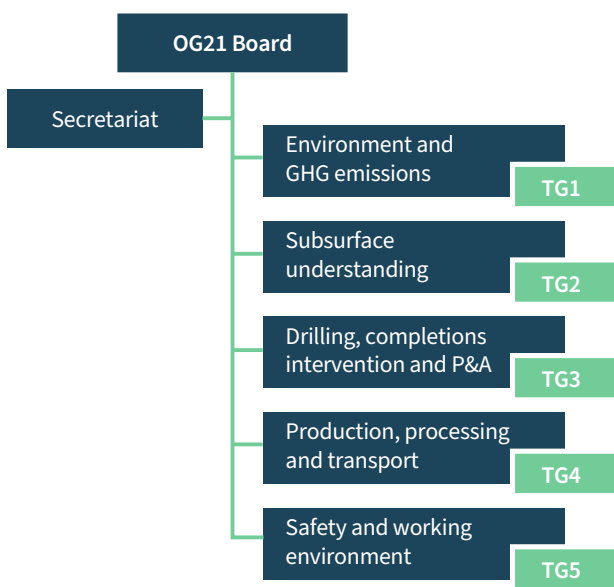 OG21 Board
Secretariat
Environment and
GHG emissions
TG1
Subsurface
understanding
TG2
Drilling, completions
intervention and P&A
TG3
Production, processing
and transport
TG4
Safety and working
environment
TG5